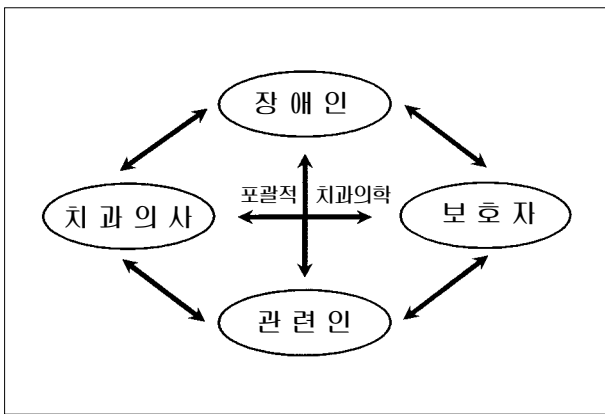 장 애 인
포괄적 치과의학
치 과 의 사
보 호 자
관 련 인